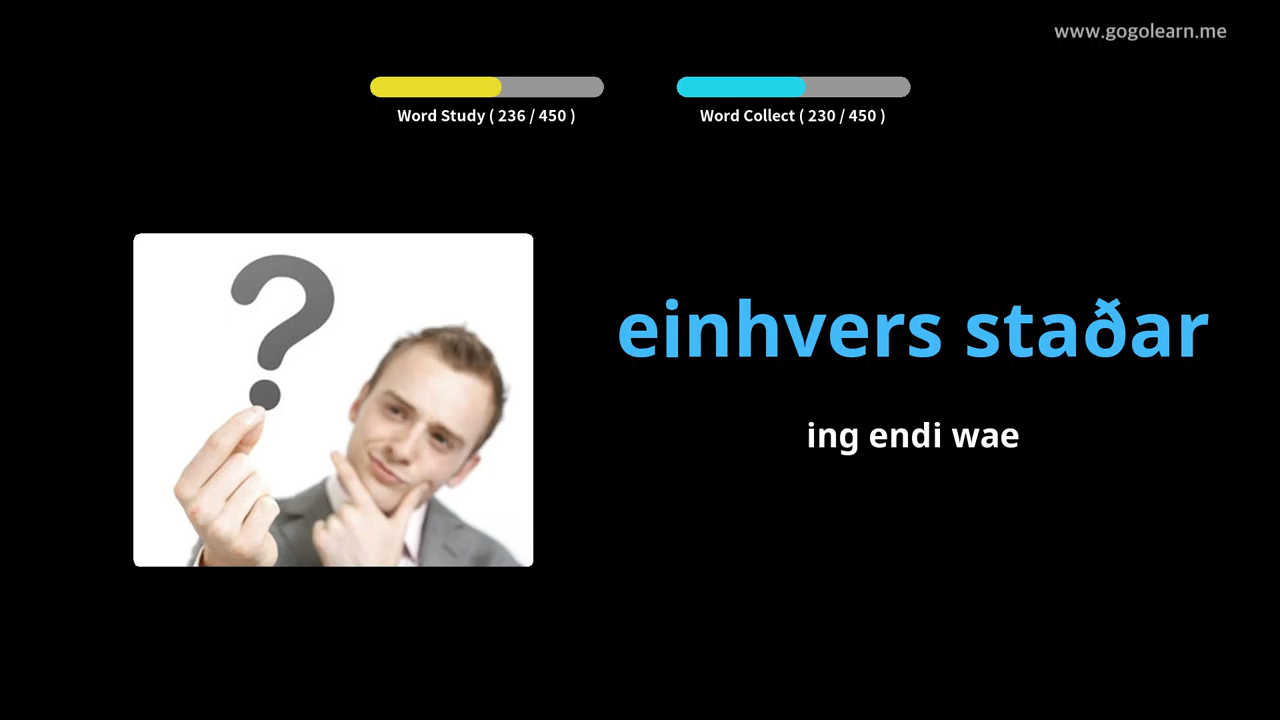 www.gogolearn.me
Word Study ( 236 / 450 )
Word Collect ( 230 / 450 )
einhvers staðar
ing endi wae